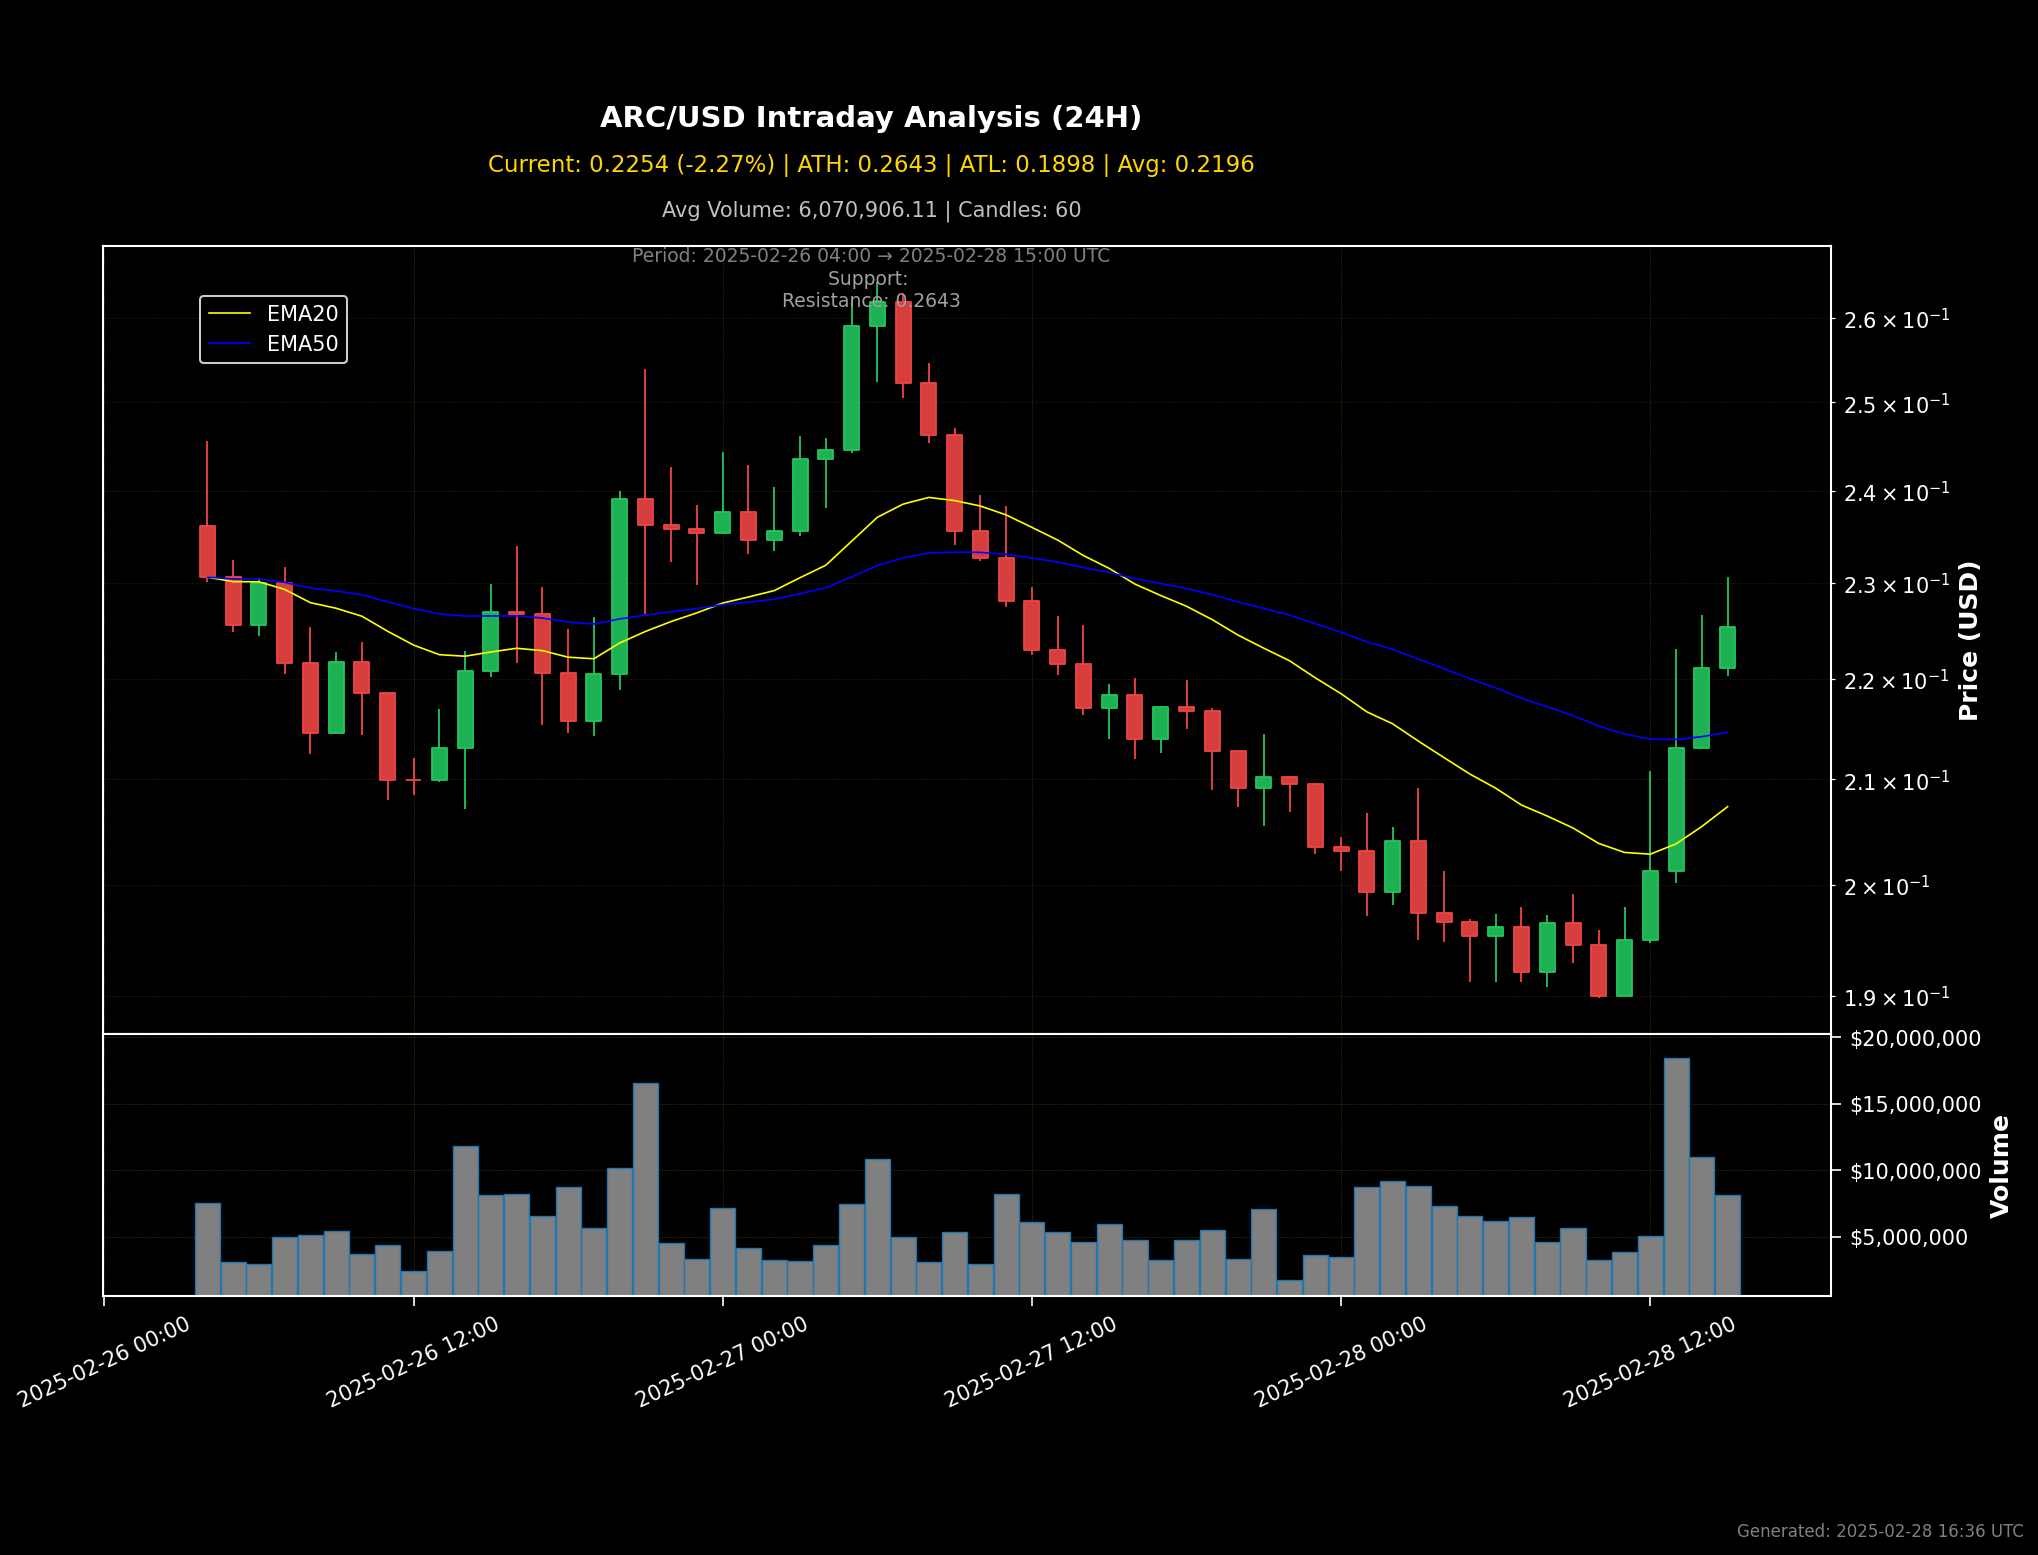 ARC/USD Intraday Analysis (24H)
Current: 0.2254 (-2.27%) | ATH: 0.2643 | ATL: 0.1898 | Avg: 0.2196
Avg Volume: 6,070,906.11 | Candles: 60
Period: 2025-02-26 04:00 → 2025-02-28 15:00 UTC
Support:
Resistance: 0.2643
EMA20
EMA50
2.6 × 10⁻¹
2.5 × 10⁻¹
2.4 × 10⁻¹
2.3 × 10⁻¹
2.2 × 10⁻¹
2.1 × 10⁻¹
2 × 10⁻¹
1.9 × 10⁻¹
Price (USD)
$20,000,000
$15,000,000
$10,000,000
$5,000,000
Volume
2025-02-26 00:00
2025-02-26 12:00
2025-02-27 00:00
2025-02-27 12:00
2025-02-28 00:00
2025-02-28 12:00
Generated: 2025-02-28 16:36 UTC